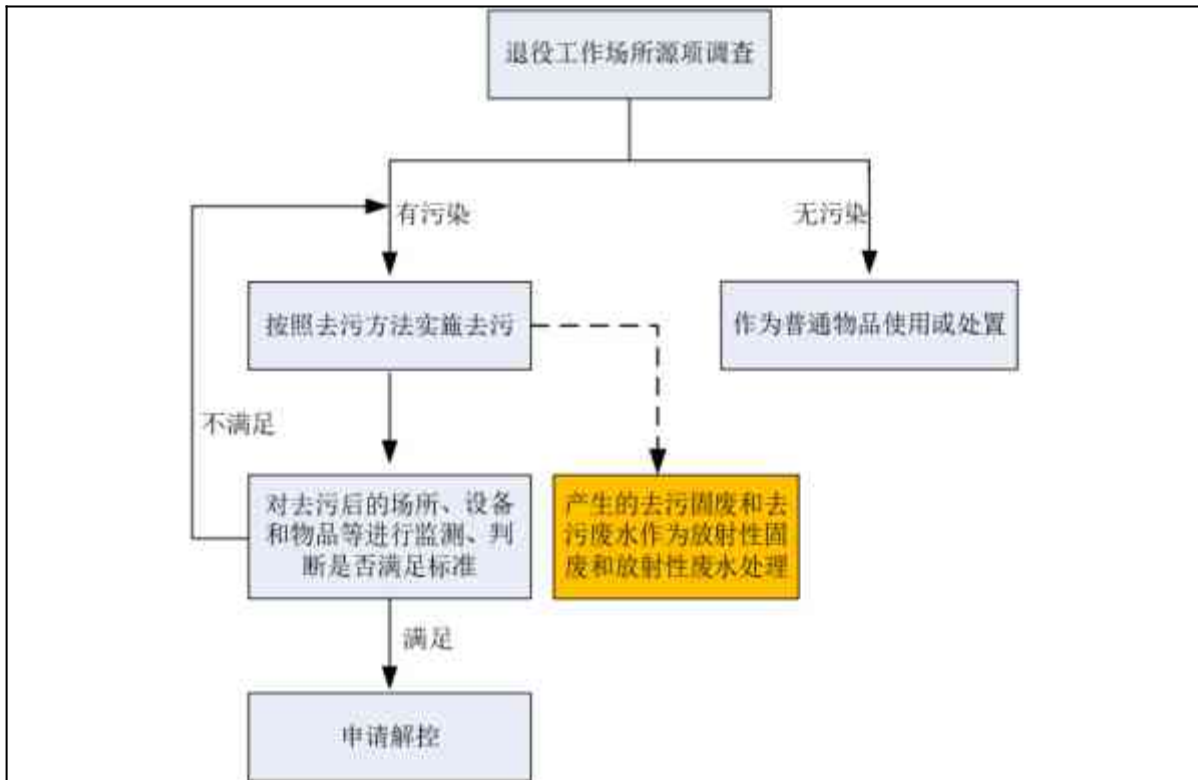 退役工作场所源项调查
有污染
无污染
按照去污方法实施去污
作为普通物品使用或处置
不满足
对去污后的场所、设备
和物品等进行监测、判
断是否满足标准
产生的去污固废和去
污废水作为放射性固
废和放射性废水处理
满足
申请解控